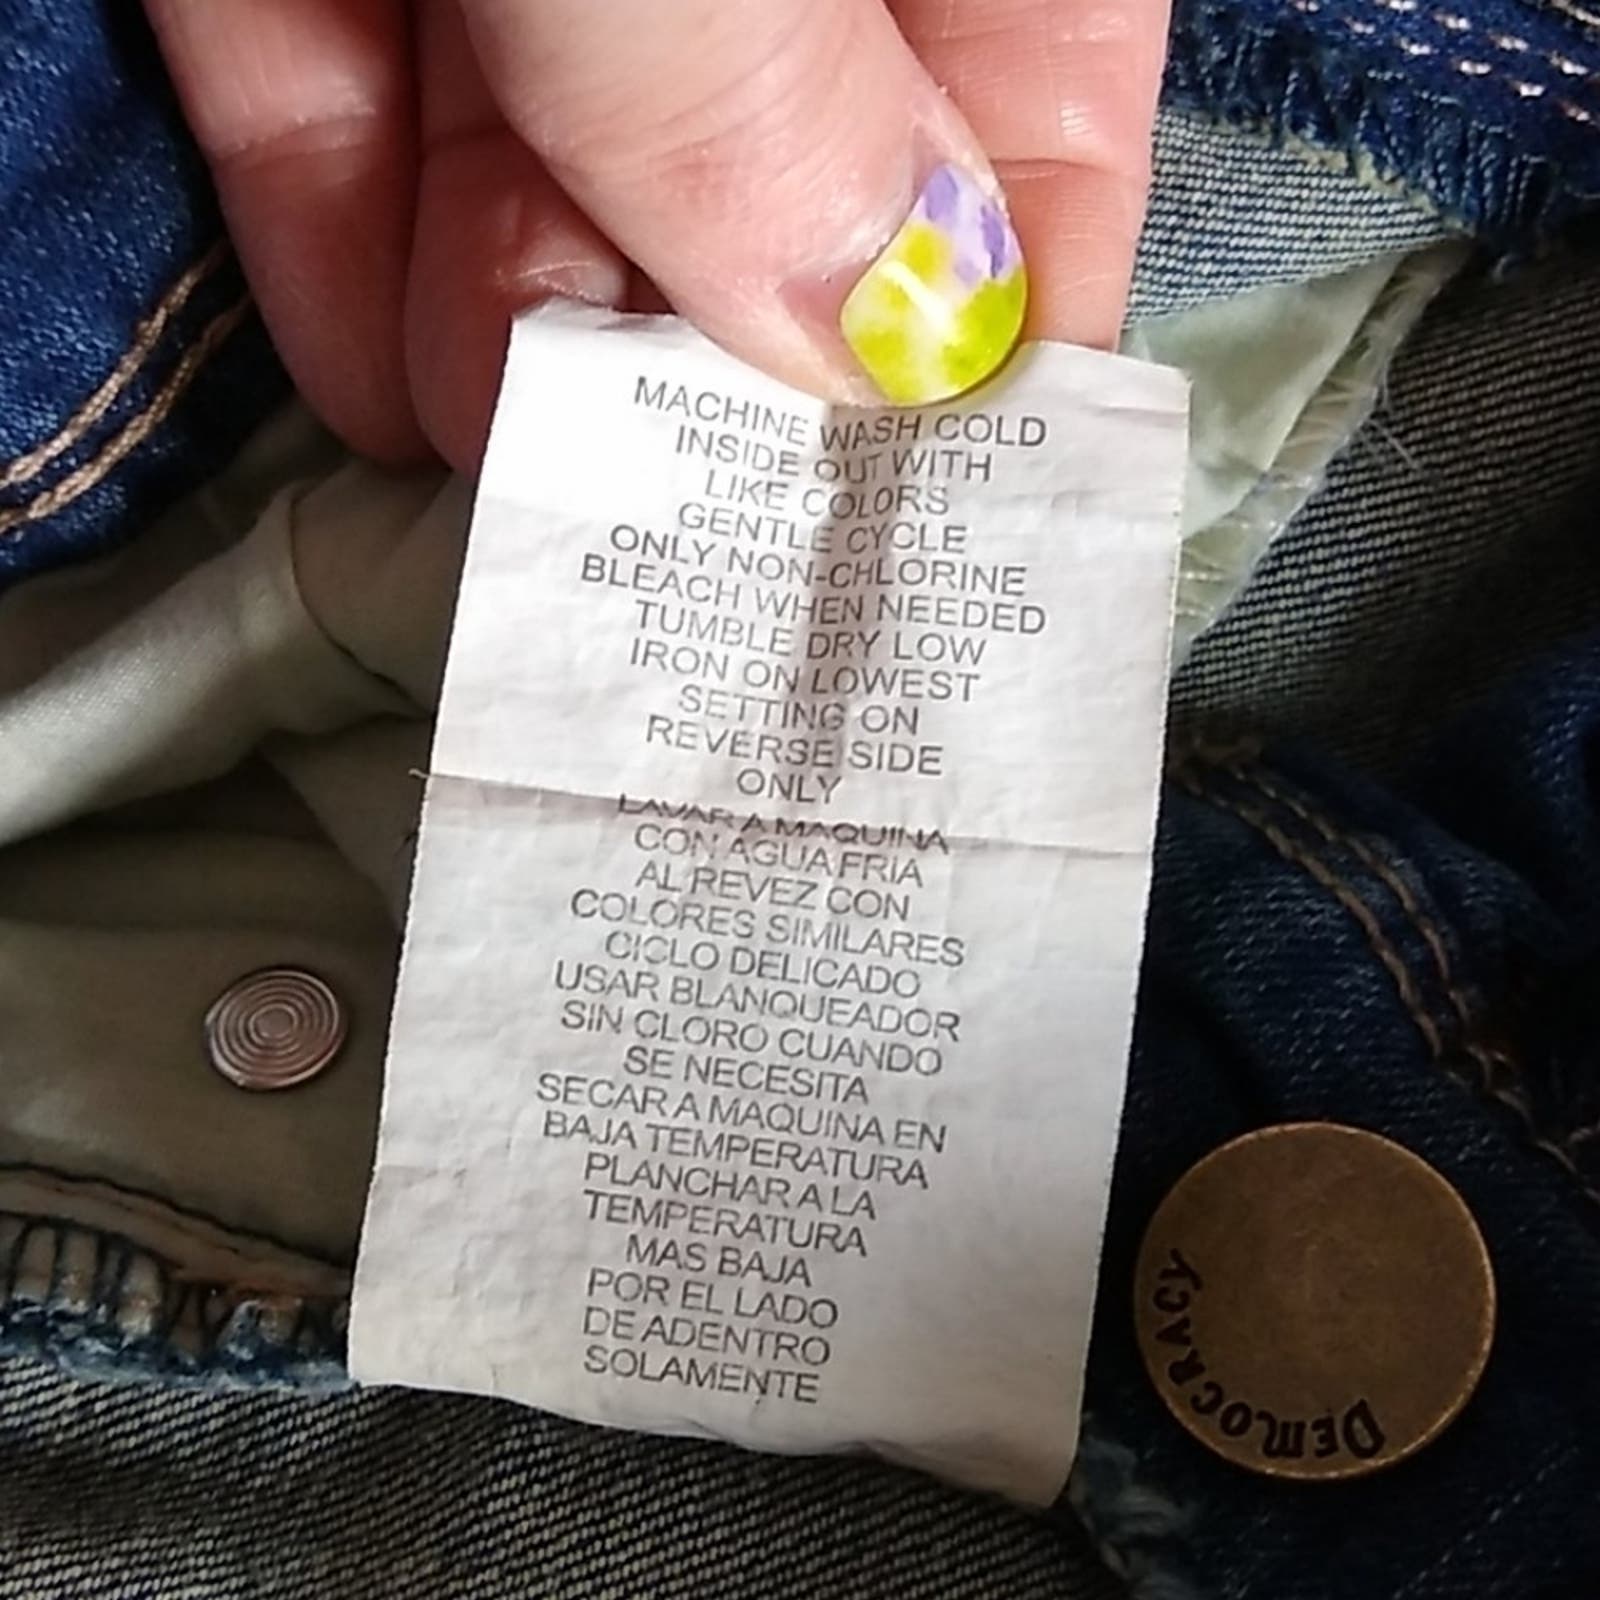 MACHINE WASH COLD
INSIDE OUT WITH
LIKE COLORS
GENTLE CYCLE
ONLY NON-CHLORINE
BLEACH WHEN NEEDED
TUMBLE DRY LOW
IRON ON LOWEST
SETTING ON
REVERSE SIDE
ONLY
LAVAR A MAQUINA
CON AGUA FRIA
AL REVEZ CON
COLORES SIMILARES
CICLO DELICADO
USAR BLANQUEADOR
SIN CLORO CUANDO
SE NECESITA
SECAR A MAQUINA EN
BAJA TEMPERATURA
PLANCHAR A LA
TEMPERATURA
MAS BAJA
POR EL LADO
DE ADENTRO
SOLAMENTE
DEMOCRACY